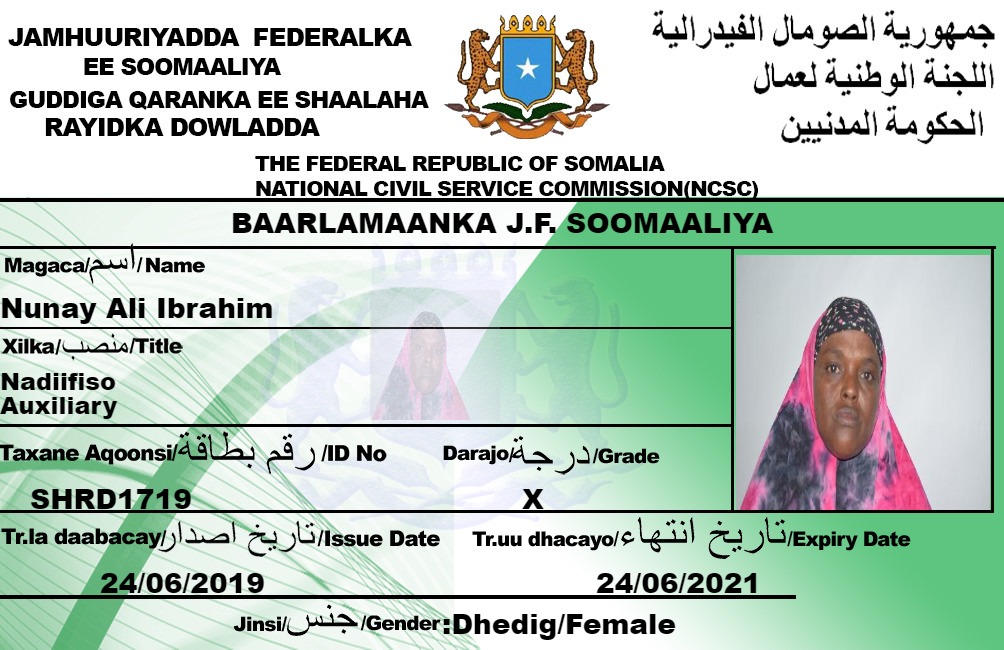 JAMHUURIYADDA FEDERALKA
EE SOOMAALIYA
GUDDIGA QARANKA EE SHAALAHA
RAYIDKA DOWLADDA
جمهورية الصومال الفيدرالية
اللجنة الوطنية لعمال
الحكومة المدنيين
THE FEDERAL REPUBLIC OF SOMALIA
NATIONAL CIVIL SERVICE COMMISSION(NCSC)
BAARLAMAANKA J.F. SOOMAALIYA
Magaca/اسم/Name
Nunay Ali Ibrahim
Xilka/منصب/Title
Nadiifiso
Auxiliary
Taxane Aqoonsi/رقم بطاقة/ID No
Darajo/درجة/Grade
SHRD1719
X
Tr.la daabacay/تاريخ اصدار/Issue Date
Tr.uu dhacayo/تاريخ انتهاء/Expiry Date
24/06/2019
24/06/2021
Jinsi/جنس/Gender:Dhedig/Female